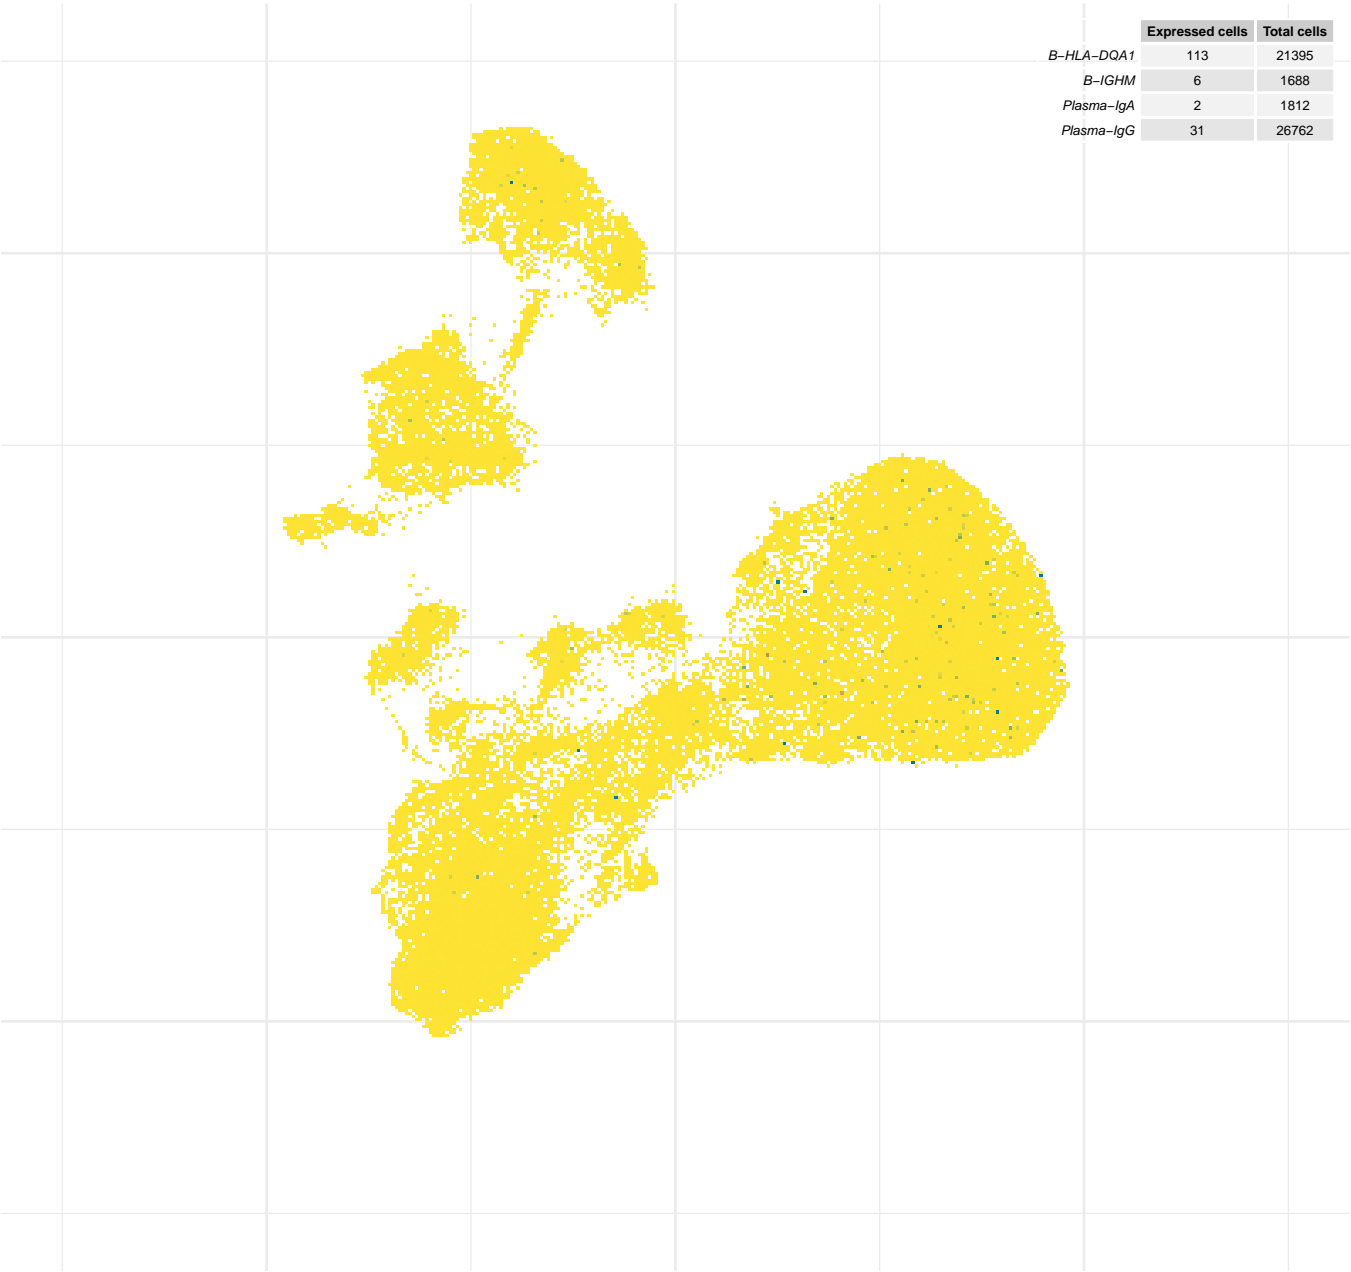 Expressed cells Total cells
B−HLA−DQA1 113 21395
B−IGHM 6 1688
Plasma−IgA 2 1812
Plasma−IgG 31 26762